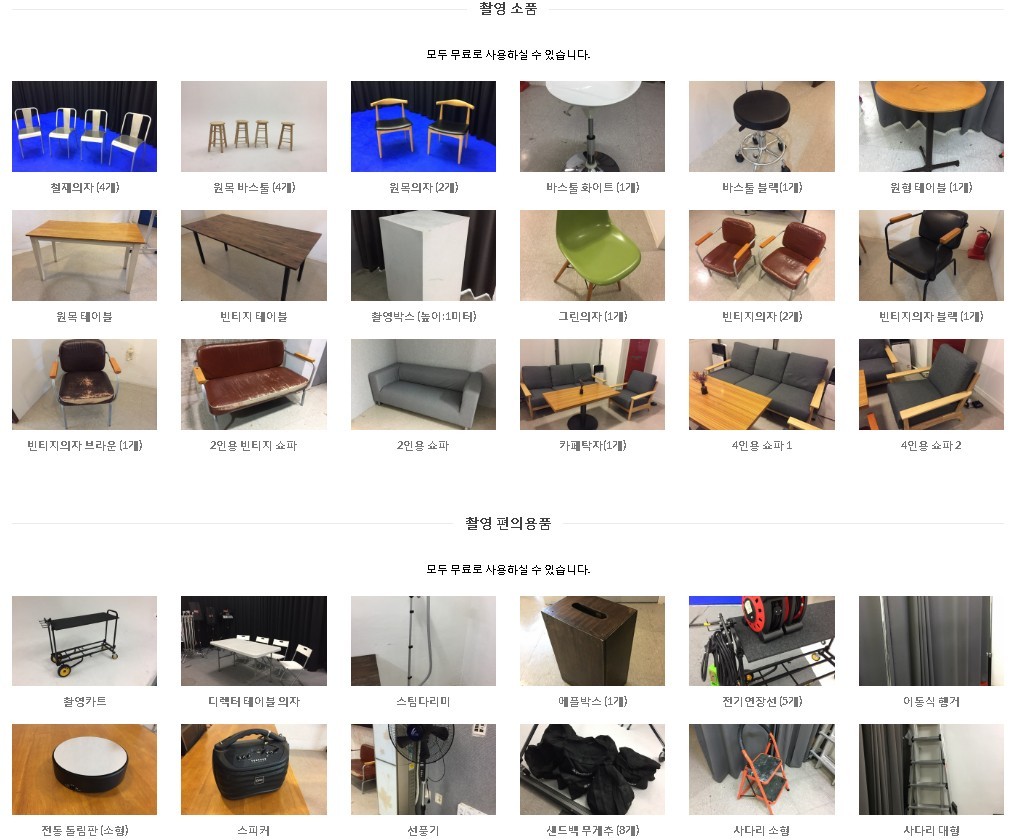 촬영 소품
모두 무료로 사용하실 수 있습니다.
철재의자 (4개)
원목 바스툴 (4개)
원목의자 (2개)
바스툴 화이트 (1개)
바스툴 블랙(1개)
원형 테이블 (1개)
원목 테이블
빈티지 테이블
촬영박스 (높이:1미터)
그린의자 (1개)
빈티지의자 (2개)
빈티지의자 블랙 (1개)
빈티지의자 브라운 (1개)
2인용 빈티지 쇼파
2인용 쇼파
카페탁자(1개)
4인용 쇼파 1
4인용 쇼파 2
촬영 편의용품
모두 무료로 사용하실 수 있습니다.
촬영카트
디렉터 테이블 의자
스팀다리미
애플박스 (1개)
전기연장선 (5개)
이동식 행거
전동 돌림판 (소형)
스피커
선풍기
샌드백 무게추 (8개)
사다리 소형
사다리 대형